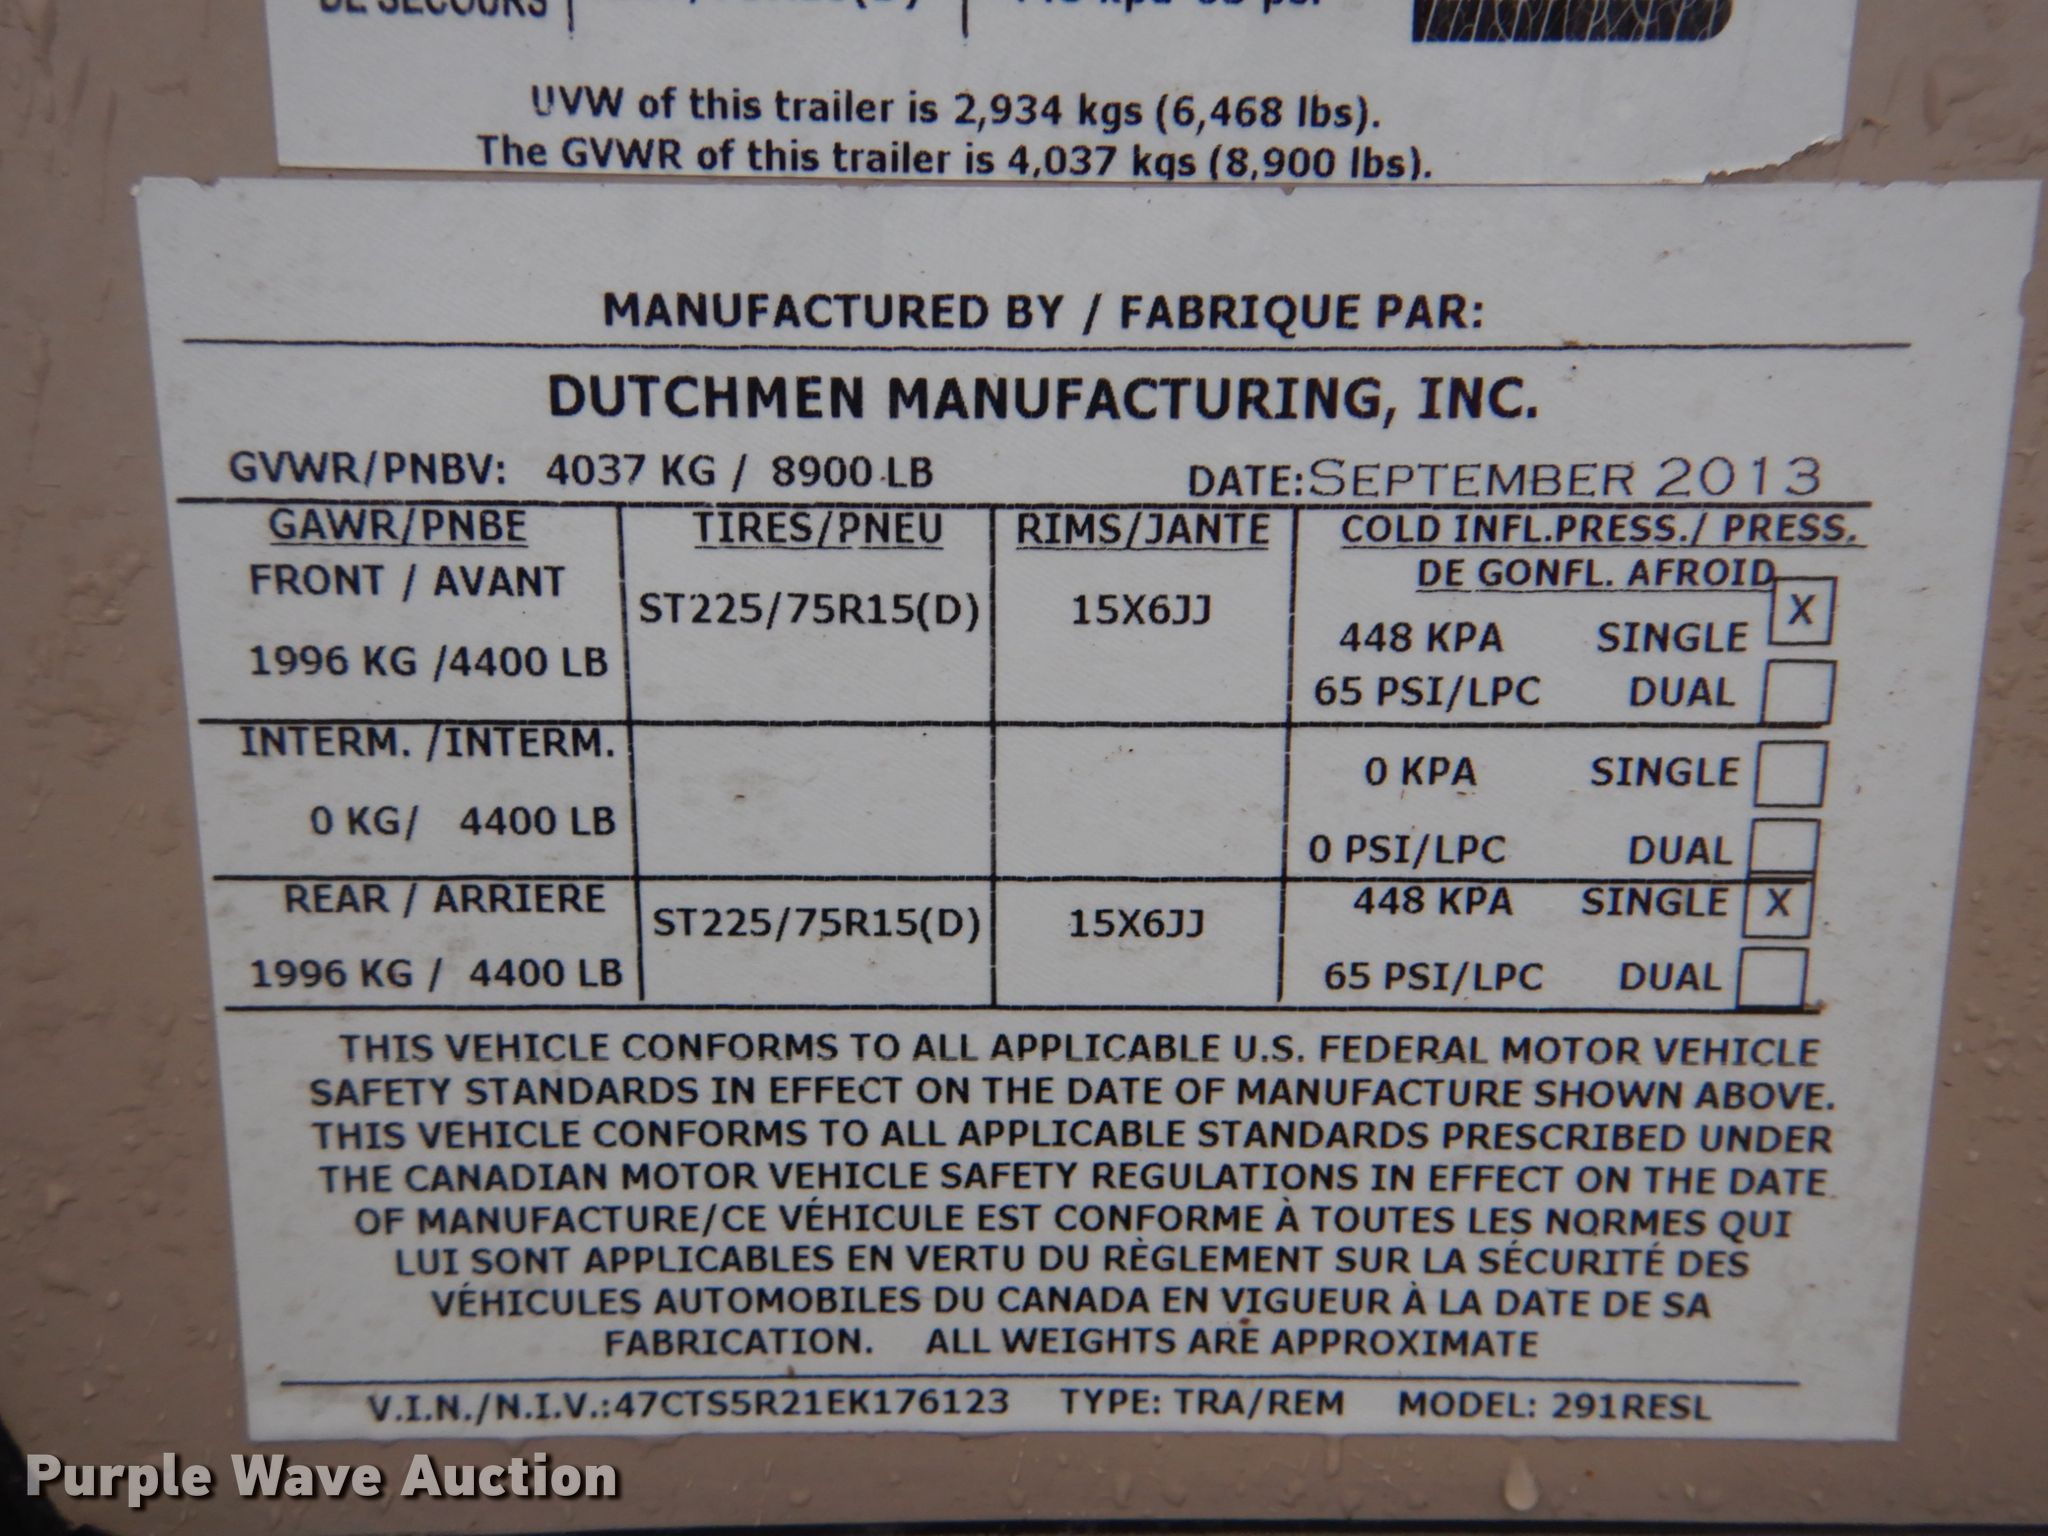 DE SECOURS
UVW of this trailer is 2,934 kgs (6,468 lbs).
The GVWR of this trailer is 4,037 kgs (8,900 lbs).
MANUFACTURED BY / FABRIQUE PAR:
DUTCHMEN MANUFACTURING, INC.
GVWR/PNBV: 4037 KG / 8900 LB DATE:SEPTEMBER 2013
GAWR/PNBE TIRES/PNEU RIMS/JANTE COLD INFL.PRESS./ PRESS.
DE GONFL. AFROID
FRONT / AVANT
ST225/75R15(D) 15X6JJ X
448 KPA SINGLE
1996 KG /4400 LB
65 PSI/LPC DUAL
INTERM. /INTERM.
0 KPA SINGLE
0 KG/ 4400 LB
0 PSI/LPC DUAL
REAR / ARRIERE 448 KPA SINGLE X
ST225/75R15(D) 15X6JJ
1996 KG / 4400 LB 65 PSI/LPC DUAL
THIS VEHICLE CONFORMS TO ALL APPLICABLE U.S. FEDERAL MOTOR VEHICLE
SAFETY STANDARDS IN EFFECT ON THE DATE OF MANUFACTURE SHOWN ABOVE.
THIS VEHICLE CONFORMS TO ALL APPLICABLE STANDARDS PRESCRIBED UNDER
THE CANADIAN MOTOR VEHICLE SAFETY REGULATIONS IN EFFECT ON THE DATE
OF MANUFACTURE/CE VÉHICULE EST CONFORME À TOUTES LES NORMES QUI
LUI SONT APPLICABLES EN VERTU DU RÈGLEMENT SUR LA SÉCURITÉ DES
VÉHICULES AUTOMOBILES DU CANADA EN VIGUEUR À LA DATE DE SA
FABRICATION. ALL WEIGHTS ARE APPROXIMATE
V.I.N./N.I.V.:47CTS5R21EK176123 TYPE: TRA/REM MODEL: 291RESL
Purple Wave Auction